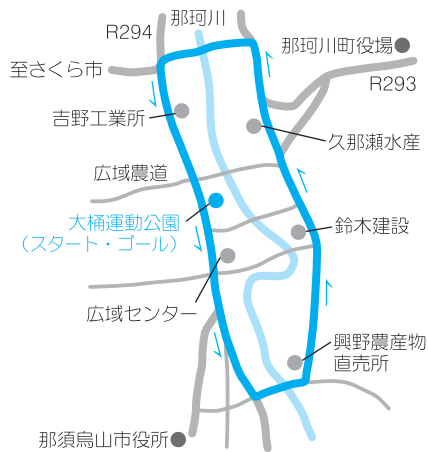 那珂川
R294
那珂川町役場
至さくら市
R293
吉野工業所
久那瀬水産
広域農道
大桶運動公園
（スタート・ゴール）
鈴木建設
広域センター
興野農産物
直売所
那須烏山市役所